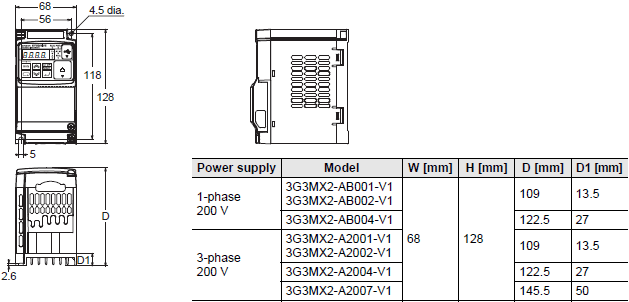 68
56
4.5 dia.
118
128
5
D
D1
2.6
Power supply Model W [mm] H [mm] D [mm] D1 [mm]
1-phase
200 V
3G3MX2-AB001-V1
3G3MX2-AB002-V1
109 13.5
3G3MX2-AB004-V1 122.5 27
68 128
3-phase
200 V
3G3MX2-A2001-V1
3G3MX2-A2002-V1
109 13.5
3G3MX2-A2004-V1 122.5 27
3G3MX2-A2007-V1 145.5 50